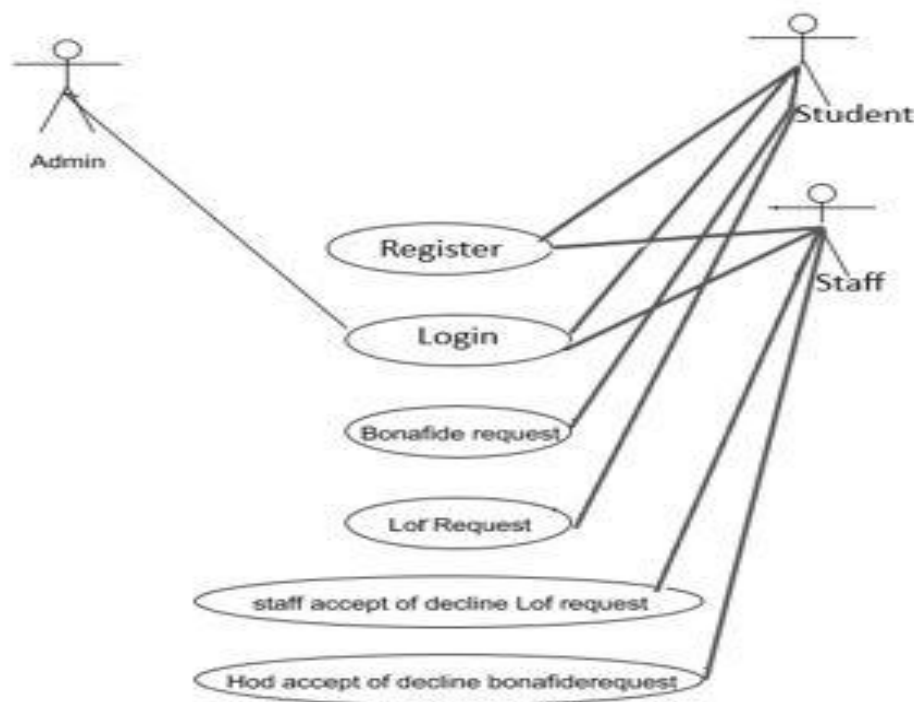 Student
Admin
Staff
Register
Login
Bonafide request
Lor Request
staff accept of decline Lof request
Hod accept of decline bonafiderequest